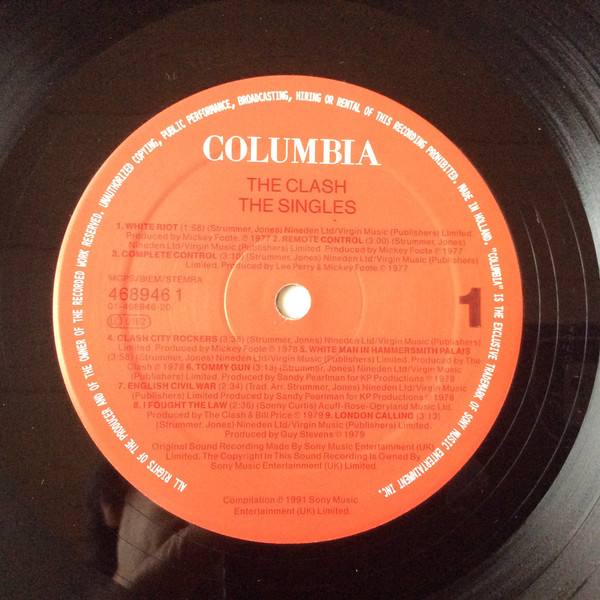 ALL RIGHTS OF THE PRODUCER AND OF THE OWNER OF THE RECORDED WORK RESERVED. UNAUTHORIZED COPYING, PUBLIC PERFORMANCE, BROADCASTING, HIRING OR RENTAL OF THIS RECORDING PROHIBITED. MADE IN HOLLAND. "COLUMBIA" IS THE EXCLUSIVE TRADEMARK OF SONY MUSIC ENTERTAINMENT INC.
COLUMBIA
THE CLASH
THE SINGLES
1. WHITE RIOT (1:58) (Strummer, Jones) Nineden Ltd/Virgin Music (Publishers) Limited.
Produced by Mickey Foote. ℗ 1977 2. REMOTE CONTROL (3:00) (Strummer, Jones)
Nineden Ltd/Virgin Music (Publishers) Limited. Produced by Mickey Foote ℗ 1977
3. COMPLETE CONTROL (3:10) (Strummer, Jones) Nineden Ltd/Virgin Music (Publishers)
Limited. Produced by Lee Perry & Mickey Foote ℗ 1977
MCPS/BIEM/STEMRA
468946 1
01-468946-20
LC 0162
1
4. CLASH CITY ROCKERS (3:55) (Strummer, Jones) Nineden Ltd/Virgin Music (Publishers)
Limited. Produced by Mickey Foote ℗ 1978 5. WHITE MAN IN HAMMERSMITH PALAIS
(3:58) (Strummer, Jones) Nineden Ltd/Virgin Music (Publishers) Limited. Produced by The
Clash ℗ 1978 6. TOMMY GUN (3:13) (Strummer, Jones) Nineden Ltd/Virgin Music
(Publishers) Limited. Produced by Sandy Pearlman for KP Productions ℗ 1978
7. ENGLISH CIVIL WAR (2:34) (Trad. Arr. Strummer, Jones) Nineden Ltd/Virgin Music
(Publishers) Limited. Produced by Sandy Pearlman for KP Productions ℗ 1978
8. I FOUGHT THE LAW (2:36) (Sonny Curtis) Acuff-Rose-Opryland Music Ltd.
Produced by The Clash & Bill Price ℗ 1979 9. LONDON CALLING (3:13)
(Strummer, Jones) Nineden Ltd/Virgin Music (Publishers) Limited.
Produced by Guy Stevens ℗ 1979
Original Sound Recording Made By Sony Music Entertainment (UK)
Limited. The Copyright In This Sound Recording Is Owned By
Sony Music Entertainment (UK) Limited.
Compilation ℗ 1991 Sony Music
Entertainment (UK) Limited.